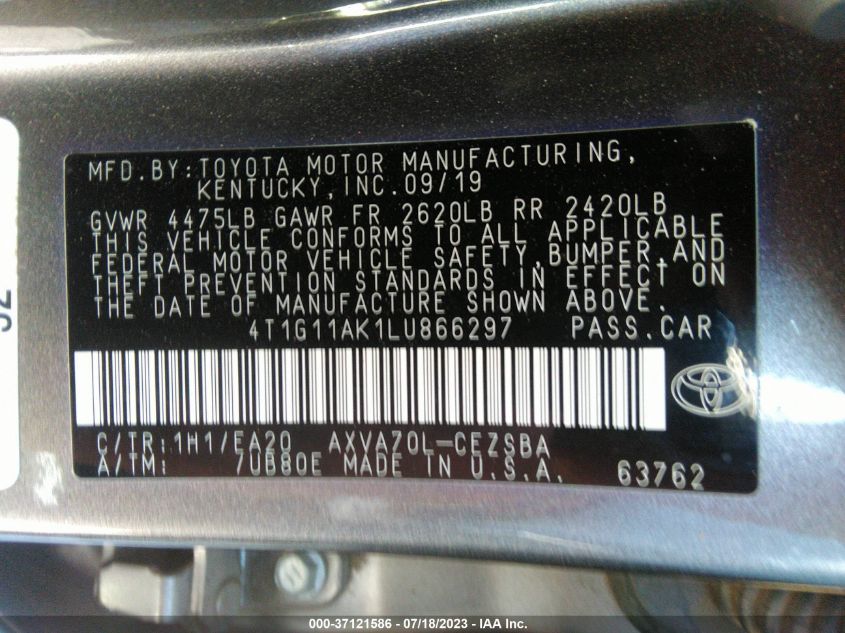 MFD.BY:TOYOTA MOTOR MANUFACTURING,
KENTUCKY,INC.09/19
GVWR 4475LB GAWR FR 2620LB RR 2420LB
THIS VEHICLE CONFORMS TO ALL APPLICABLE
FEDERAL MOTOR VEHICLE SAFETY,BUMPER,AND
THEFT PREVENTION STANDARDS IN EFFECT ON
THE DATE OF MANUFACTURE SHOWN ABOVE.
4T1G11AK1LU866297 PASS.CAR
C/TR:1H1/EA20 AXVA70L-CEZSBA
A/TM: 7UB80E MADE IN U.S.A. 63762
000-37121586 / 07/18/2023 - IAA Inc.